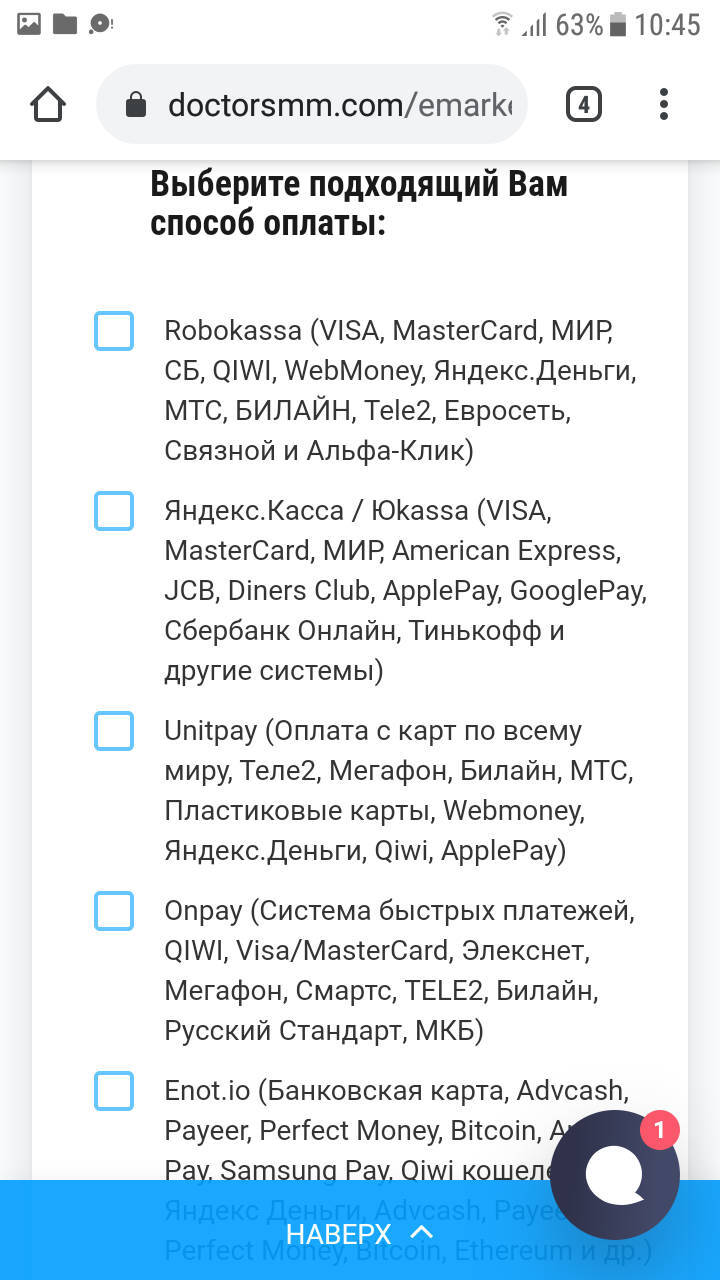 63% 10:45
doctorsmm.com/emark
4
Выберите подходящий Вам
способ оплаты:
Robokassa (VISA, MasterCard, МИР,
СБ, QIWI, WebMoney, Яндекс.Деньги,
МТС, БИЛАЙН, Tele2, Евросеть,
Связной и Альфа-Клик)
Яндекс.Касса / Юkassa (VISA,
MasterCard, МИР, American Express,
JCB, Diners Club, ApplePay, GooglePay,
Сбербанк Онлайн, Тинькофф и
другие системы)
Unitpay (Оплата с карт по всему
миру, Теле2, Мегафон, Билайн, МТС,
Пластиковые карты, Webmoney,
Яндекс.Деньги, Qiwi, ApplePay)
Onpay (Система быстрых платежей,
QIWI, Visa/MasterCard, Элекснет,
Мегафон, Смартс, TELE2, Билайн,
Русский Стандарт, МКБ)
Enot.io (Банковская карта, Advcash,
Payeer, Perfect Money, Bitcoin,
1
Pay, Samsung Pay, Qiwi
Яндекс Деньги, Advcash,
НАВЕРХ
Perfect Money, Bitcoin, Ethereum и др.)